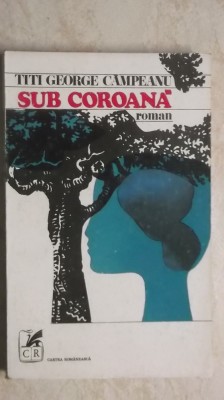 TITI GEORGE CÂMPEANU
SUB COROANĂ
roman
CR
CARTEA ROMÂNEASCĂ